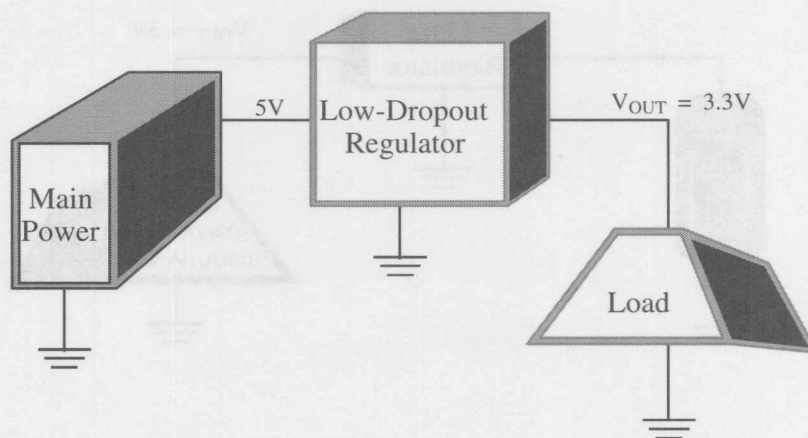 Main
Power
5V
Low-Dropout
Regulator
VOUT = 3.3V
Load